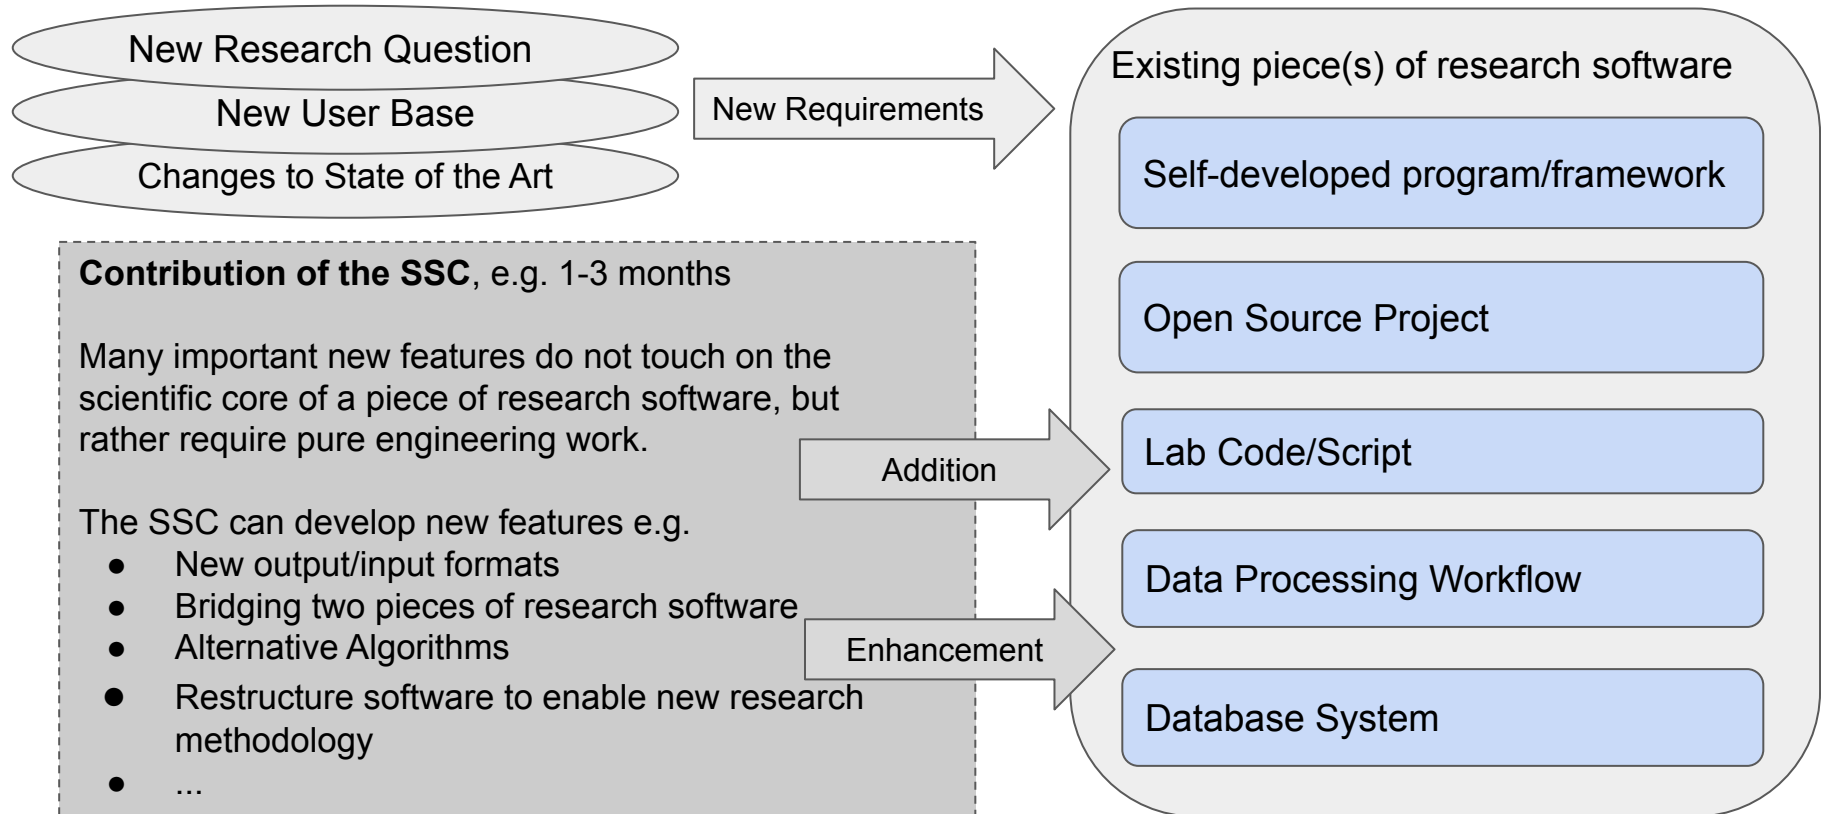 New Research Question
New User Base
Changes to State of the Art
New Requirements
Existing piece(s) of research software
Self-developed program/framework
Open Source Project
Lab Code/Script
Data Processing Workflow
Database System
Contribution of the SSC, e.g. 1-3 months
Many important new features do not touch on the
scientific core of a piece of research software, but
rather require pure engineering work.
The SSC can develop new features e.g.
● New output/input formats
● Bridging two pieces of research software
● Alternative Algorithms
● Restructure software to enable new research
methodology
● ...
Addition
Enhancement